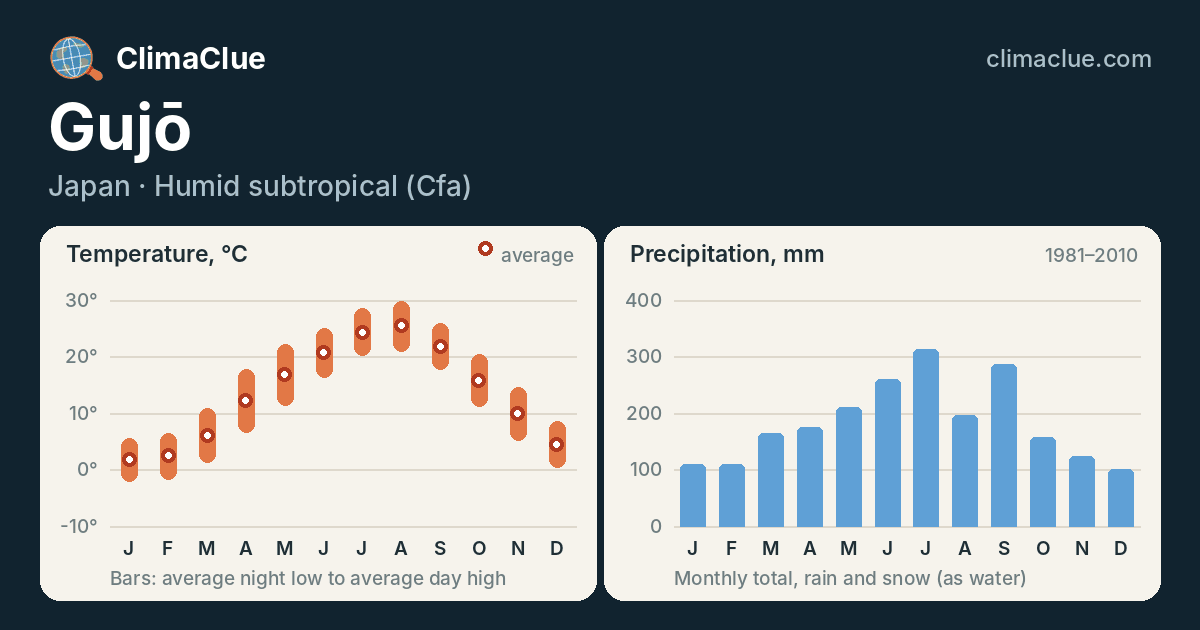 ClimaClue
climaclue.com
Gujō
Japan · Humid subtropical (Cfa)
Temperature, °C
average
30°
20°
10°
0°
-10°
J F M A M J J A S O N D
Bars: average night low to average day high
Precipitation, mm
1981–2010
400
300
200
100
0
J F M A M J J A S O N D
Monthly total, rain and snow (as water)